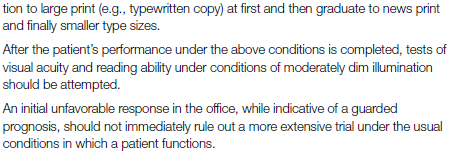 tion to large print (e.g., typewritten copy) at first and then graduate to news print
and finally smaller type sizes.
After the patient's performance under the above conditions is completed, tests of
visual acuity and reading ability under conditions of moderately dim illumination
should be attempted.
An initial unfavorable response in the office, while indicative of a guarded
prognosis, should not immediately rule out a more extensive trial under the usual
conditions in which a patient functions.